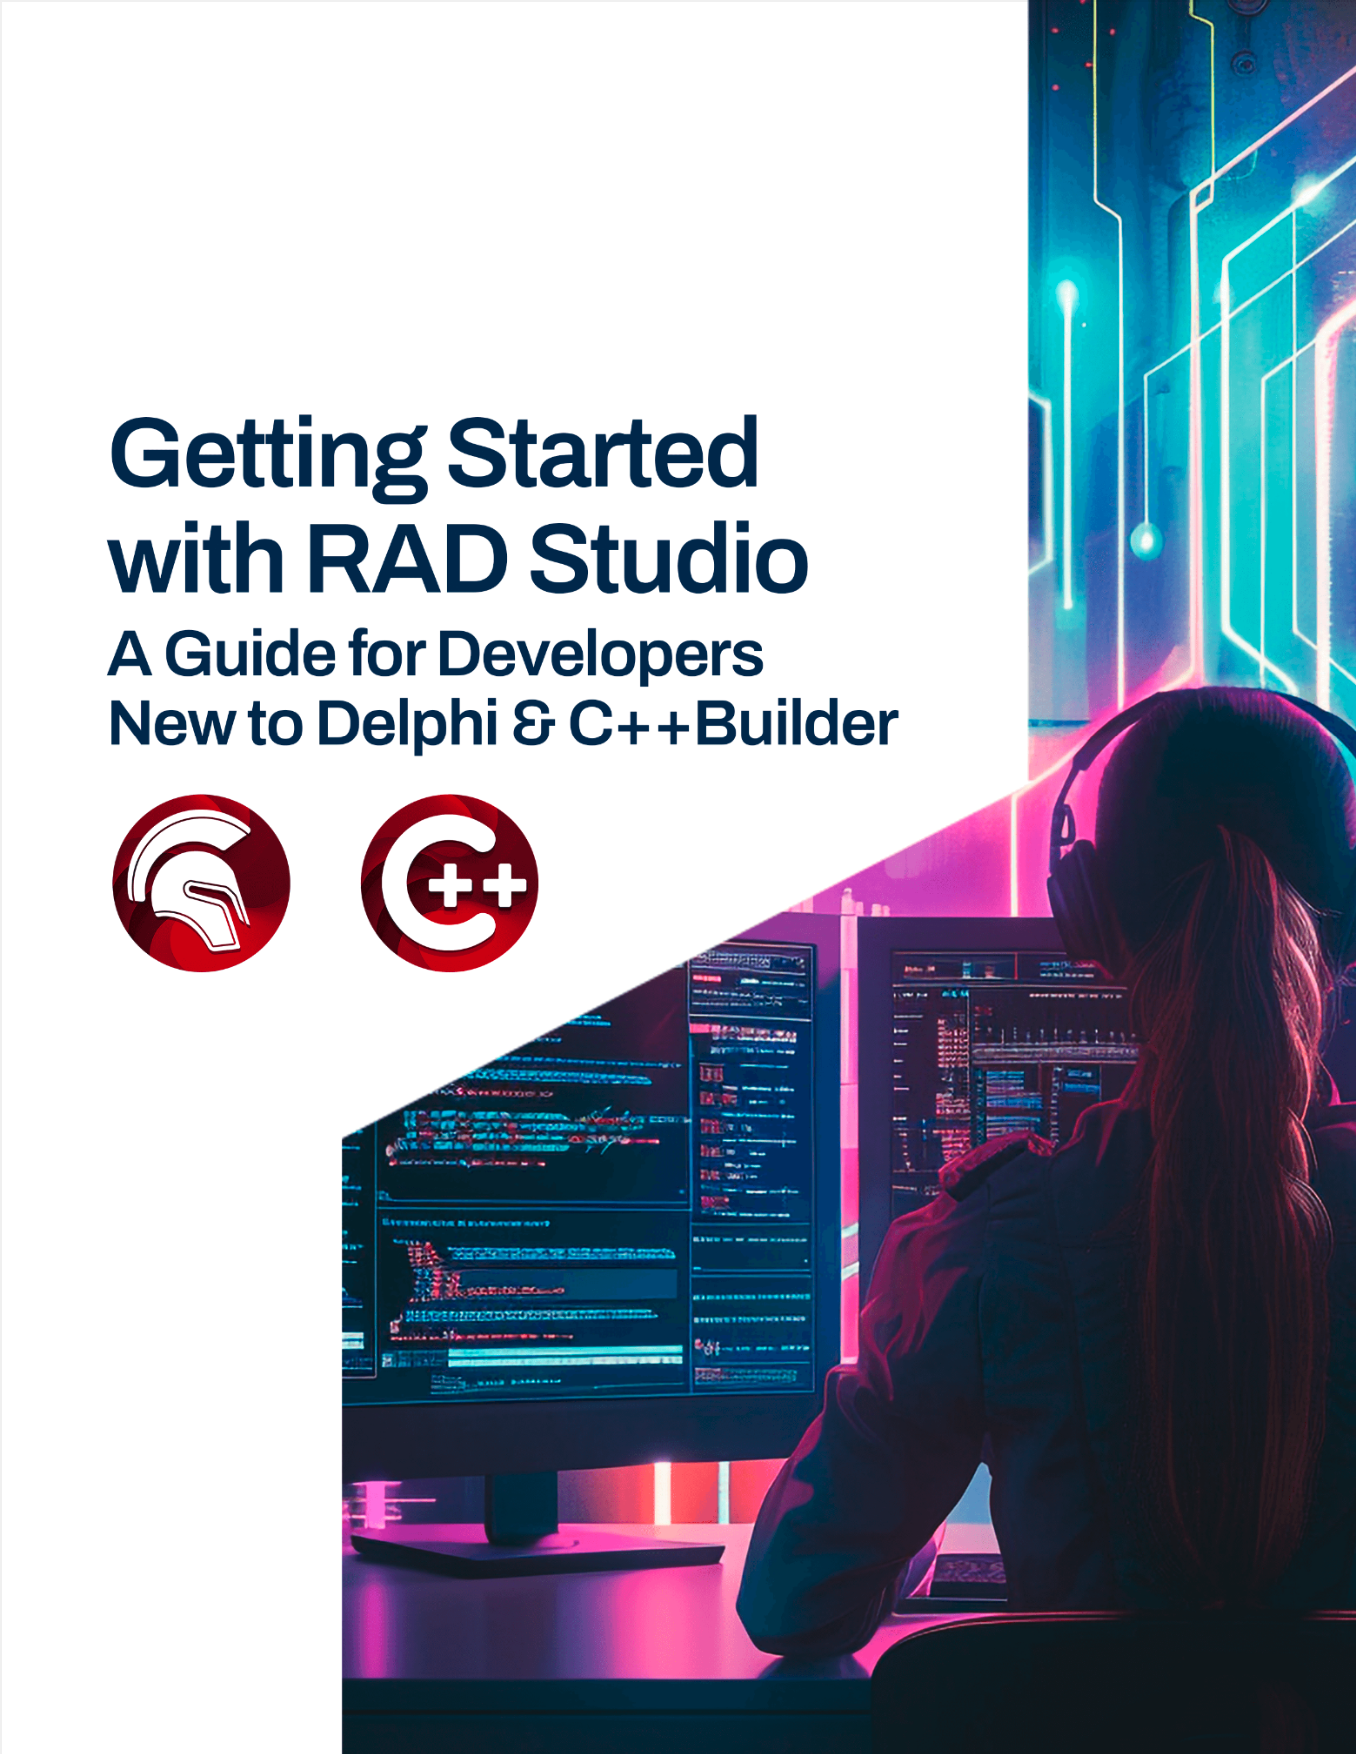 Getting Started
with RAD Studio
A Guide for Developers
New to Delphi & C++Builder
C++